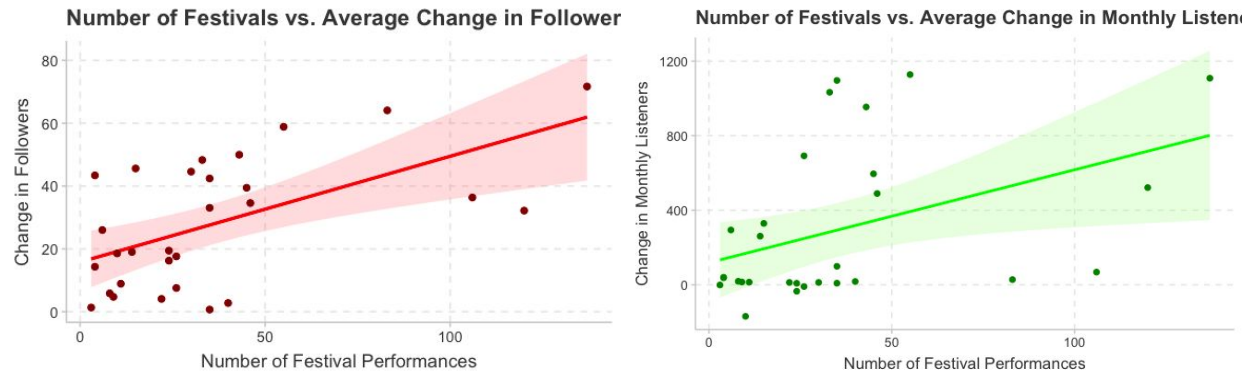 Number of Festivals vs. Average Change in Follower
Change in Followers
80
60
40
20
0
0
50
100
Number of Festival Performances
Number of Festivals vs. Average Change in Monthly Listene
Change in Monthly Listeners
1200
800
400
0
0
50
100
Number of Festival Performances